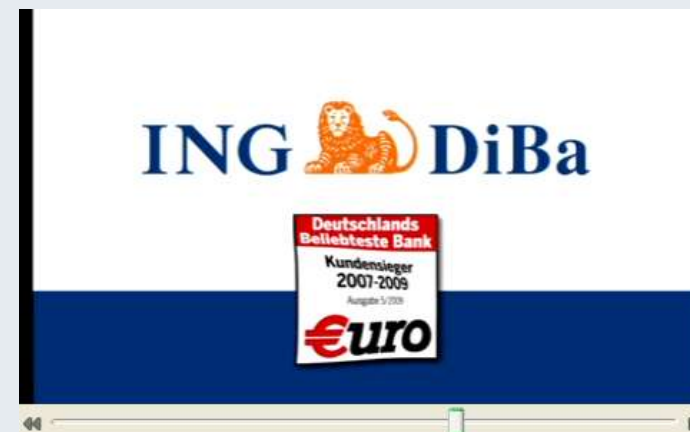 ING DiBa
Deutschlands
Beliebteste Bank
Kundensieger
2007-2009
Ausgabe 5/2009
€uro